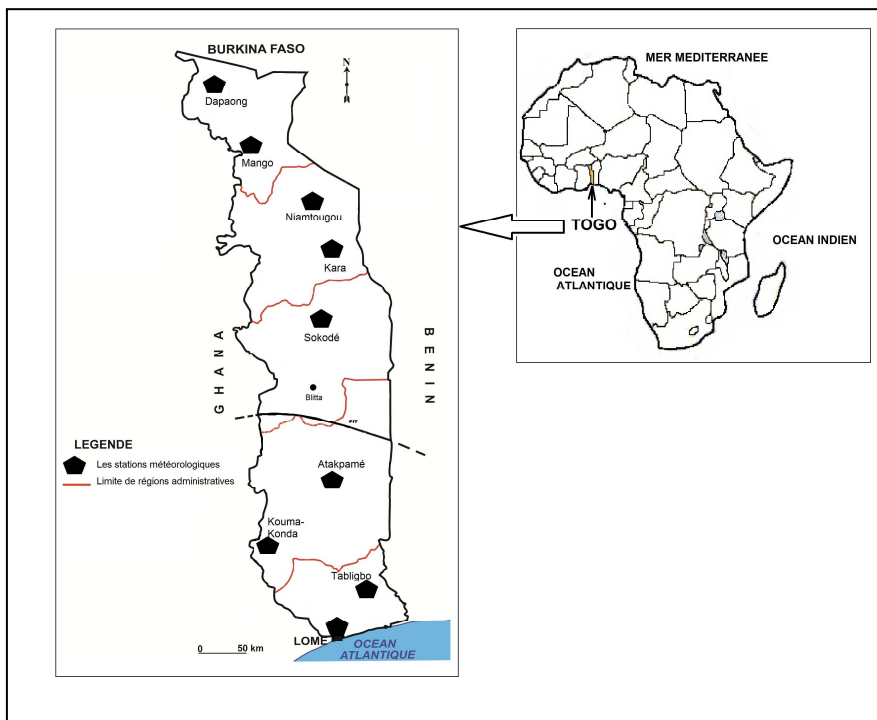 BURKINA FASO
N
Dapaong
Mango
Niamtougou
Kara
Sokodé
GHANA
BENIN
Blitta
LEGENDE
Les stations météorologiques
Limite de régions administratives
Atakpamé
Kouma-
Konda
Tabligbo
LOME
0 50 km
OCEAN
ATLANTIQUE
MER MEDITERRANEE
TOGO
OCEAN INDIEN
OCEAN
ATLANTIQUE